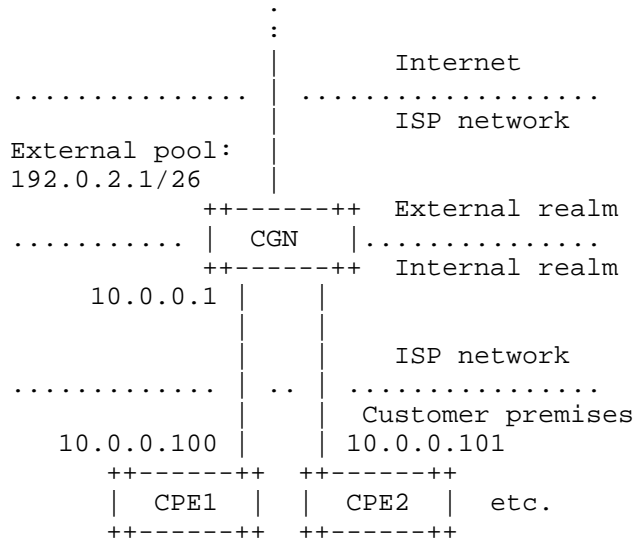 .
:
|         Internet
............... | ...................
|         ISP network
External pool:  |
192.0.2.1/26    |
++------++  External realm
........... |  CGN   |...............
++------++  Internal realm
10.0.0.1 |    |
|    |
|    |    ISP network
............. | .. | ................
|    |  Customer premises
10.0.0.100 |    | 10.0.0.101
++------++  ++------++
|  CPE1  |  |  CPE2  |  etc.
++------++  ++------++